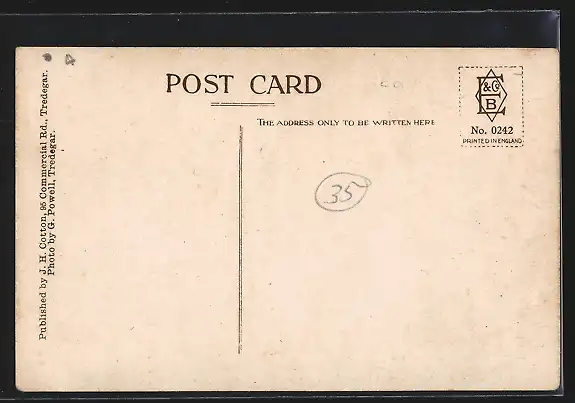 POST CARD
THE ADDRESS ONLY TO BE WRITTEN HERE
E & Co B
No. 0242
PRINTED IN ENGLAND
35
Published by J. H. Cotton, 95 Commercial Rd., Tredegar.
Photo by G. Powell, Tredegar.